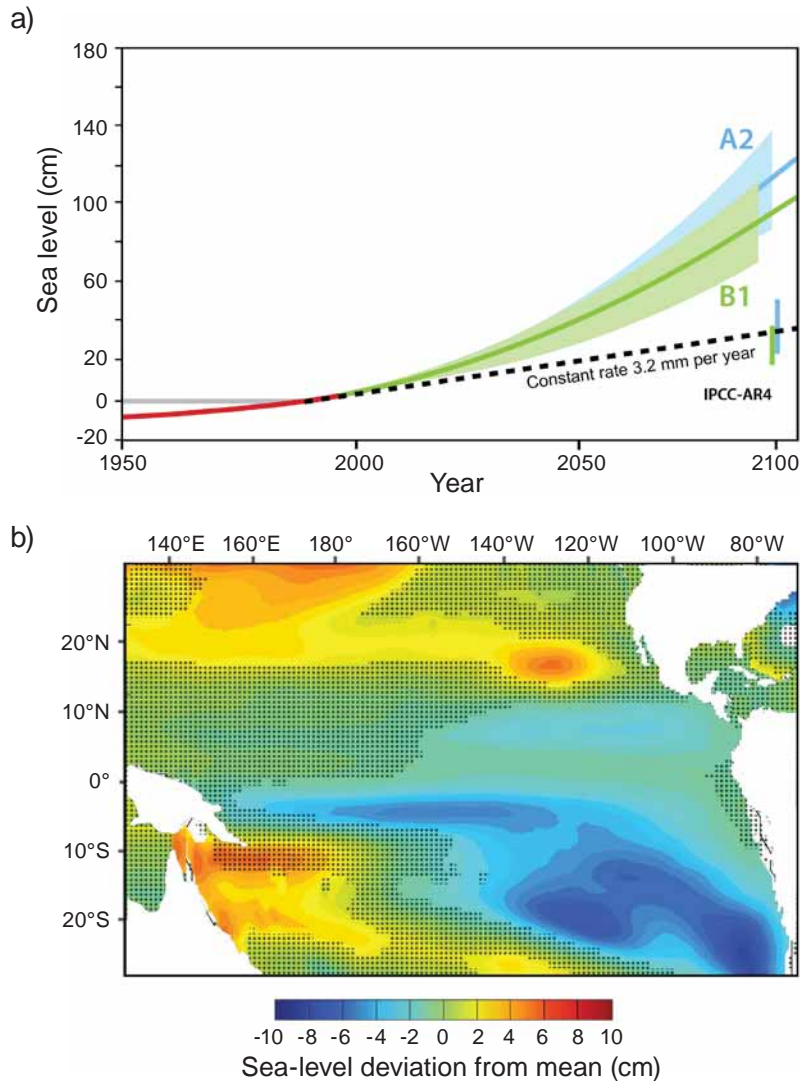 a)
180
140
100
60
20
0
-20
Sea level (cm)
A2
B1
Constant rate 3.2 mm per year
IPCC-AR4
1950 2000 2050 2100
Year
b)
140°E 160°E 180° 160°W 140°W 120°W 100°W 80°W
20°N
10°N
0°
10°S
20°S
-10 -8 -6 -4 -2 0 2 4 6 8 10
Sea-level deviation from mean (cm)